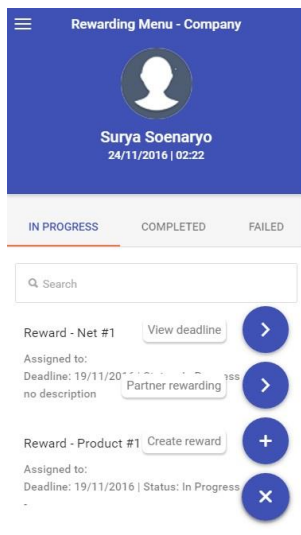 Rewarding Menu - Company
Surya Soenaryo
24/11/2016 | 02:22
IN PROGRESS COMPLETED FAILED
Search
Reward - Net #1 View deadline
Assigned to:
Deadline: 19/11/2016 | Status: In Progress
no description Partner rewarding
Reward - Product #1 Create reward
Assigned to:
Deadline: 19/11/2016 | Status: In Progress
-